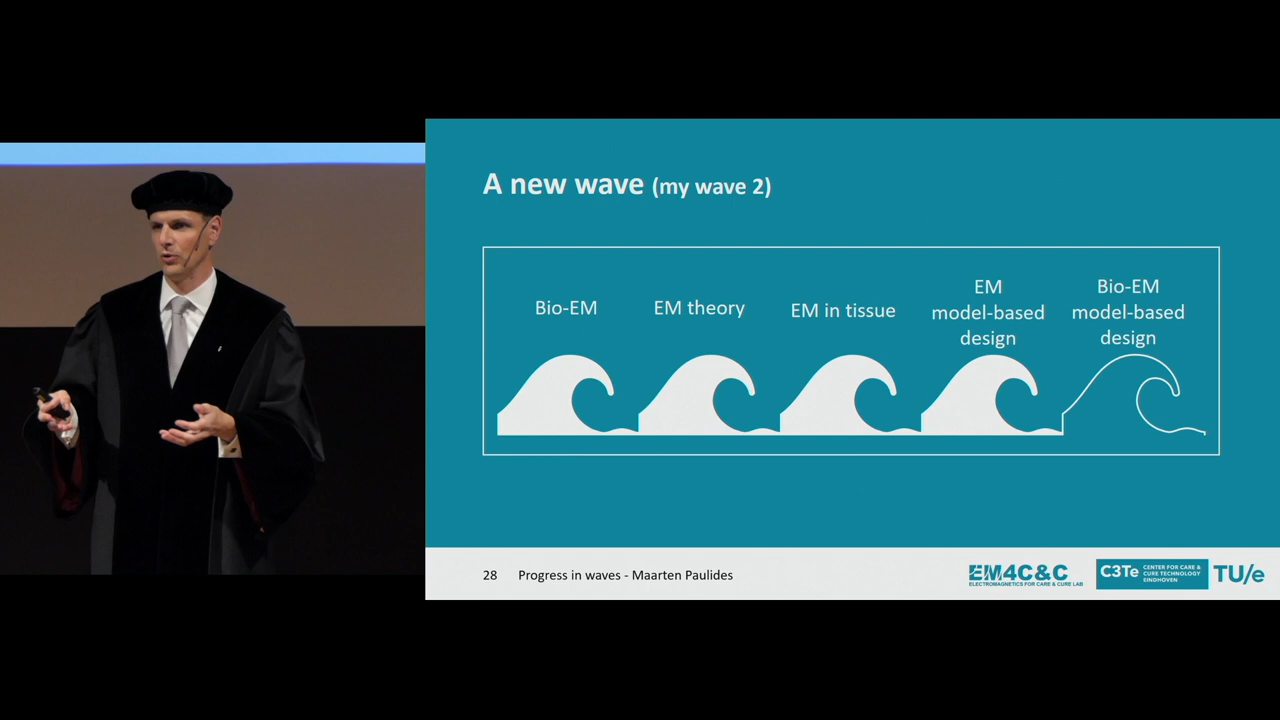 A new wave (my wave 2)
Bio-EM
EM theory
EM in tissue
EM
model-based
design
Bio-EM
model-based
design
28 Progress in waves - Maarten Paulides
EM4C&C
ELECTROMAGNETICS FOR CARE & CURE LAB
C3Te
CENTER FOR CARE &
CURE TECHNOLOGY
EINDHOVEN
TU/e